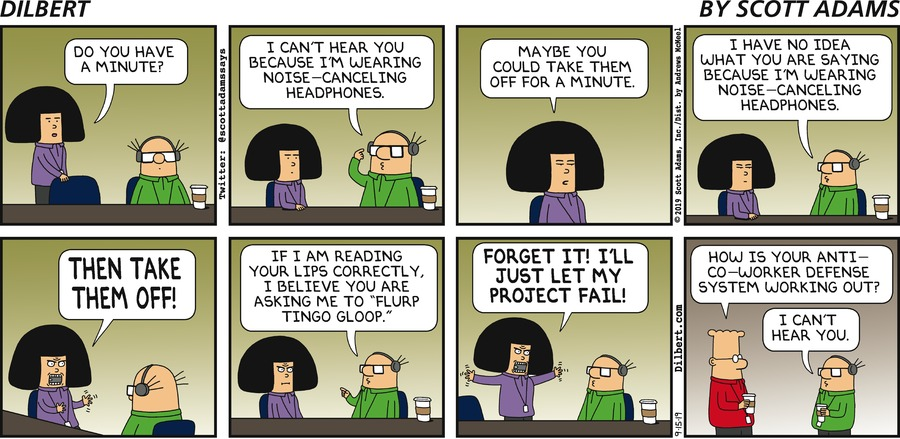 DILBERT
BY SCOTT ADAMS
DO YOU HAVE
A MINUTE?
Twitter: @scottadamssays
I CAN'T HEAR YOU
BECAUSE I'M WEARING
NOISE-CANCELING
HEADPHONES.
MAYBE YOU
COULD TAKE THEM
OFF FOR A MINUTE.
© 2019 Scott Adams, Inc./Dist. by Andrews McMeel
I HAVE NO IDEA
WHAT YOU ARE SAYING
BECAUSE I'M WEARING
NOISE-CANCELING
HEADPHONES.
THEN TAKE
THEM OFF!
IF I AM READING
YOUR LIPS CORRECTLY,
I BELIEVE YOU ARE
ASKING ME TO "FLURP
TINGO GLOOP."
FORGET IT! I'LL
JUST LET MY
PROJECT FAIL!
9-15-19
Dilbert.com
HOW IS YOUR ANTI-
CO-WORKER DEFENSE
SYSTEM WORKING OUT?
I CAN'T
HEAR YOU.